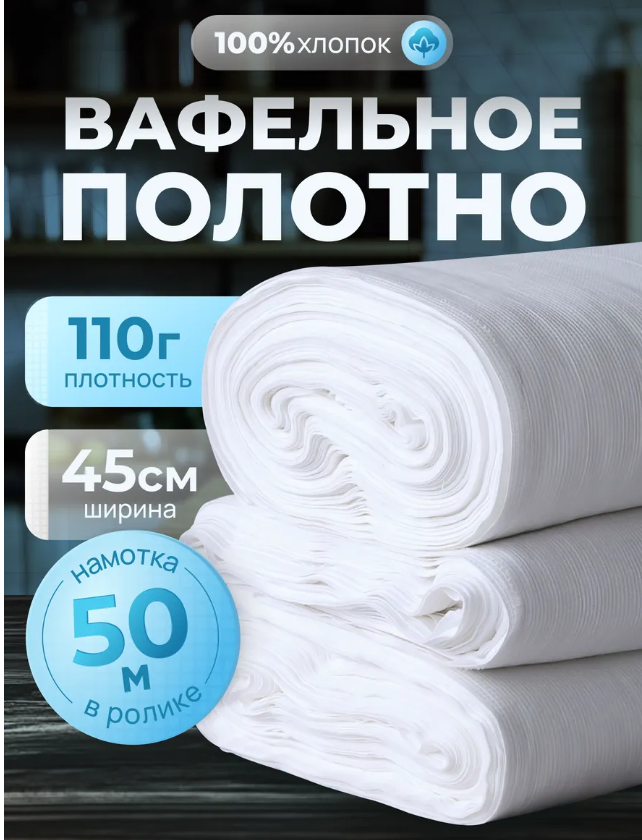 100% ХЛОПОК
ВАФЕЛЬНОЕ
ПОЛОТНО
110г
плотность
45см
ширина
намотка
50
м
в ролике